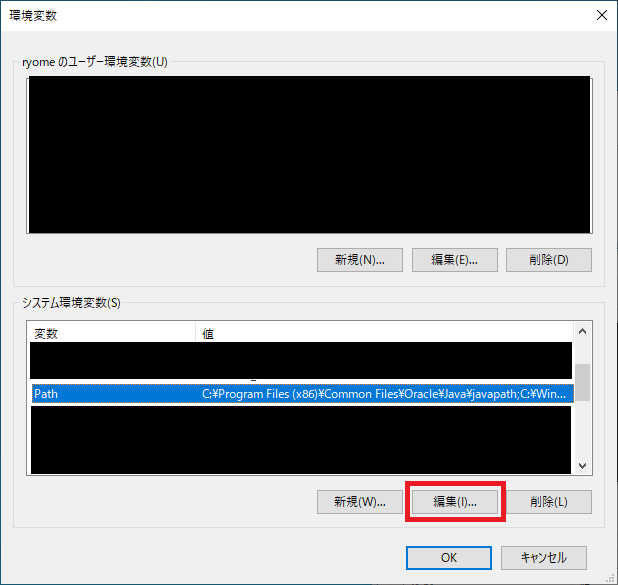 環境変数
ryome のユーザー環境変数(U)
新規(N)... 編集(E)... 削除(D)
システム環境変数(S)
変数 値
Path C:¥Program Files (x86)¥Common Files¥Oracle¥Java¥javapath;C:¥Win...
新規(W)... 編集(I)... 削除(L)
OK キャンセル